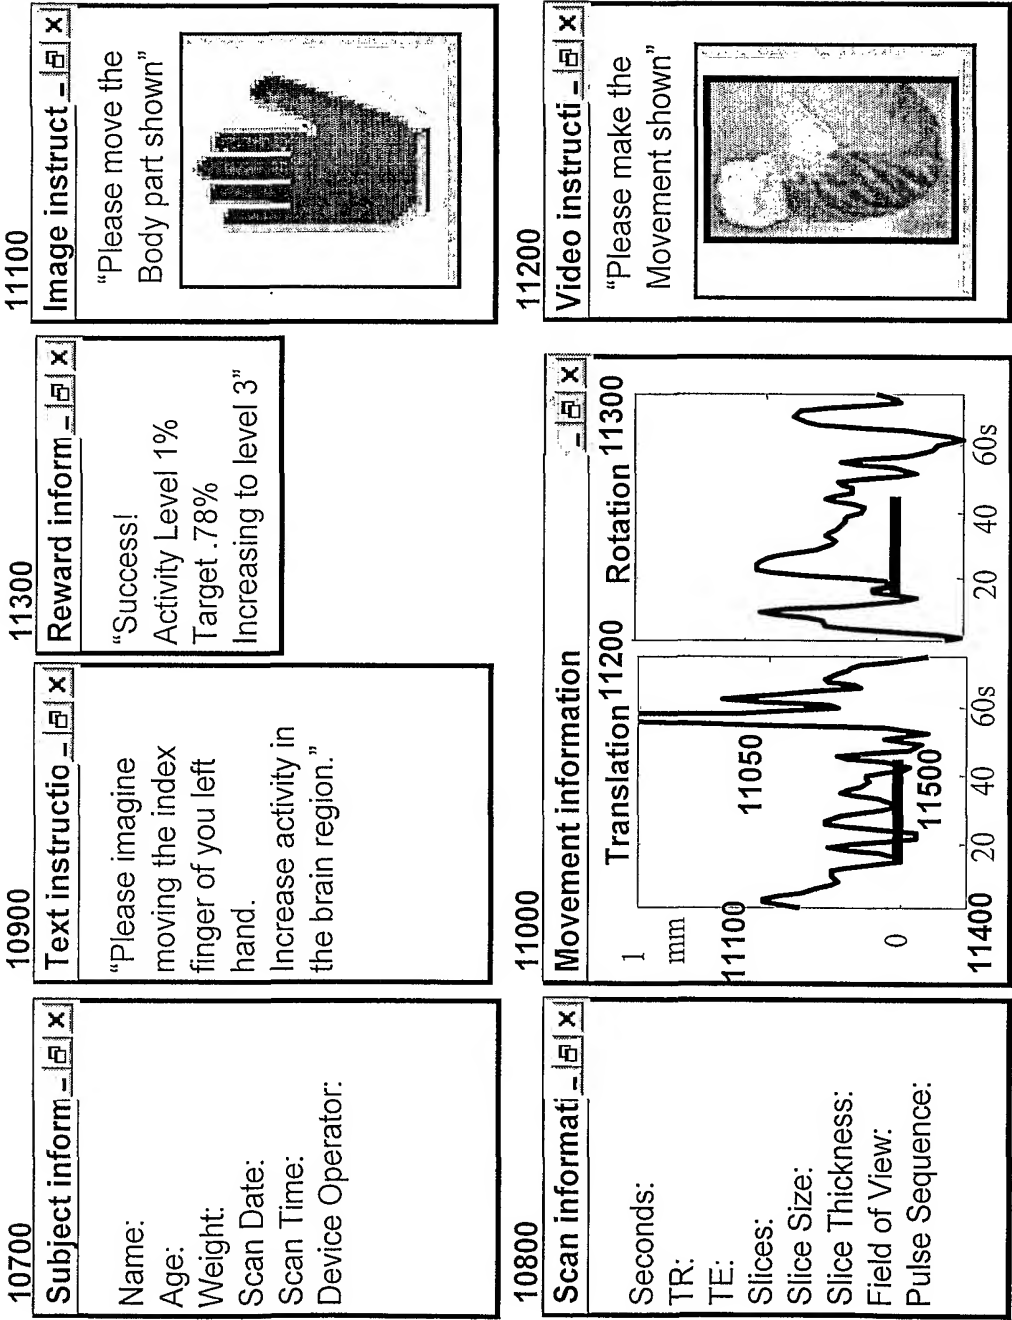 10700
Subject inform
Name:
Age:
Weight:
Scan Date:
Scan Time:
Device Operator:
10900
Text instructio
“Please imagine
moving the index
finger of you left
hand.
Increase activity in
the brain region.”
11300
Reward inform
“Success!
Activity Level 1%
Target .78%
Increasing to level 3”
11100
Image instruct
“Please move the
Body part shown”
10800
Scan informati
Seconds:
TR:
TE:
Slices:
Slice Size:
Slice Thickness:
Field of View:
Pulse Sequence:
11000
Movement information
Translation 11200
Rotation 11300
1
mm
11100
11050
0
11500
11400
20 40 60s
20 40 60s
11200
Video instructi
“Please make the
Movement shown”